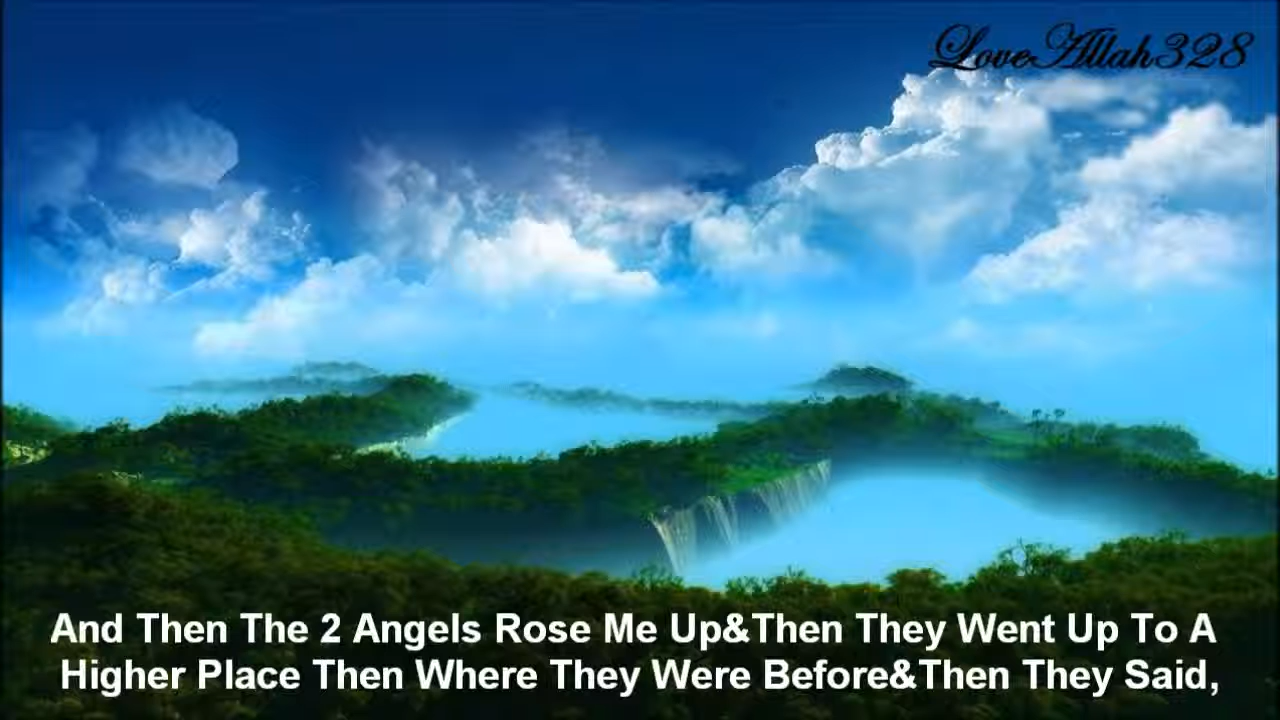 LoveAllah328
And Then The 2 Angels Rose Me Up&Then They Went Up To A
Higher Place Then Where They Were Before&Then They Said,